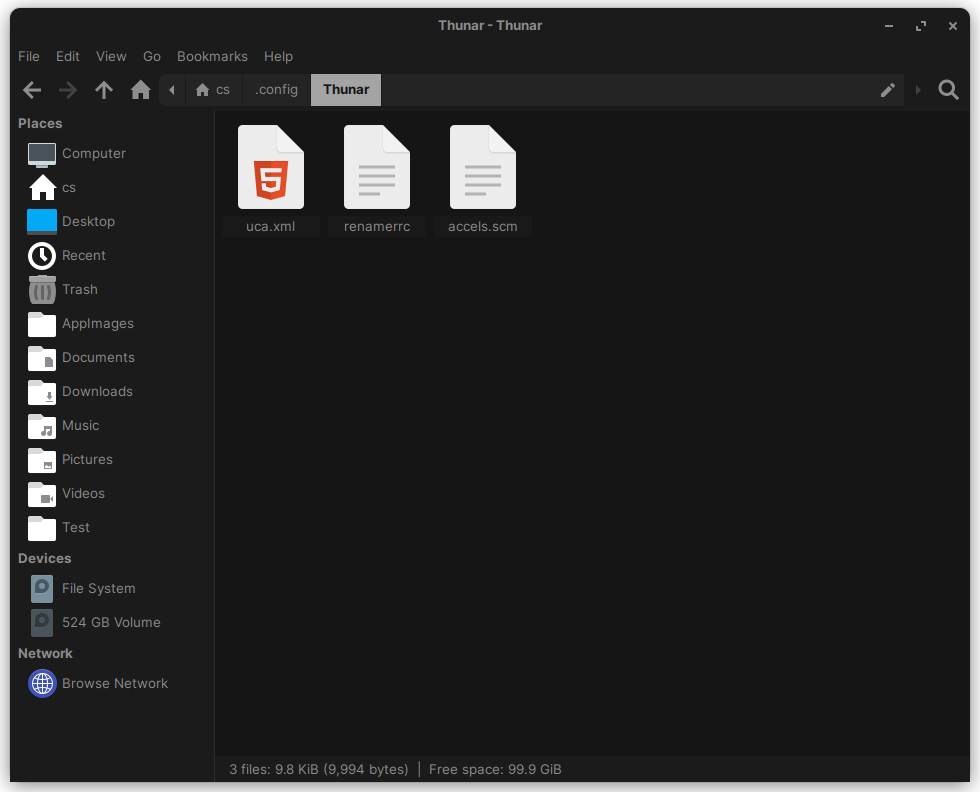 Thunar - Thunar
File Edit View Go Bookmarks Help
cs .config Thunar
Places
Computer
cs
Desktop
Recent
Trash
AppImages
Documents
Downloads
Music
Pictures
Videos
Test
Devices
File System
524 GB Volume
Network
Browse Network
uca.xml renamerrc accels.scm
3 files: 9.8 KiB (9,994 bytes) | Free space: 99.9 GiB